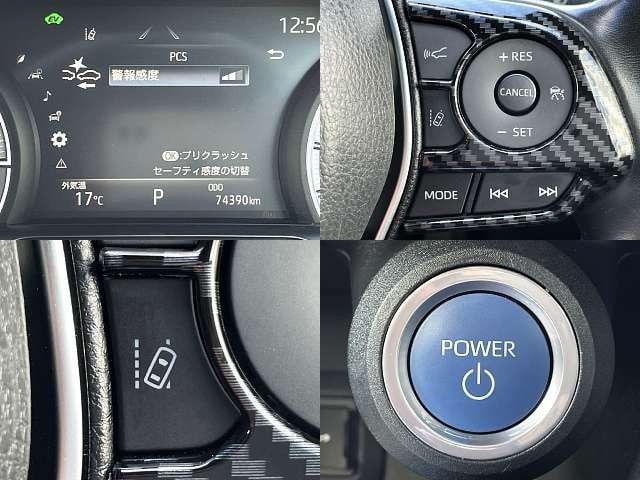 EV
12:56
PCS
警報感度
OK:プリクラッシュ
セーフティ感度の切替
外気温
17℃
P
ODO
74390km
+ RES
CANCEL
− SET
MODE
POWER